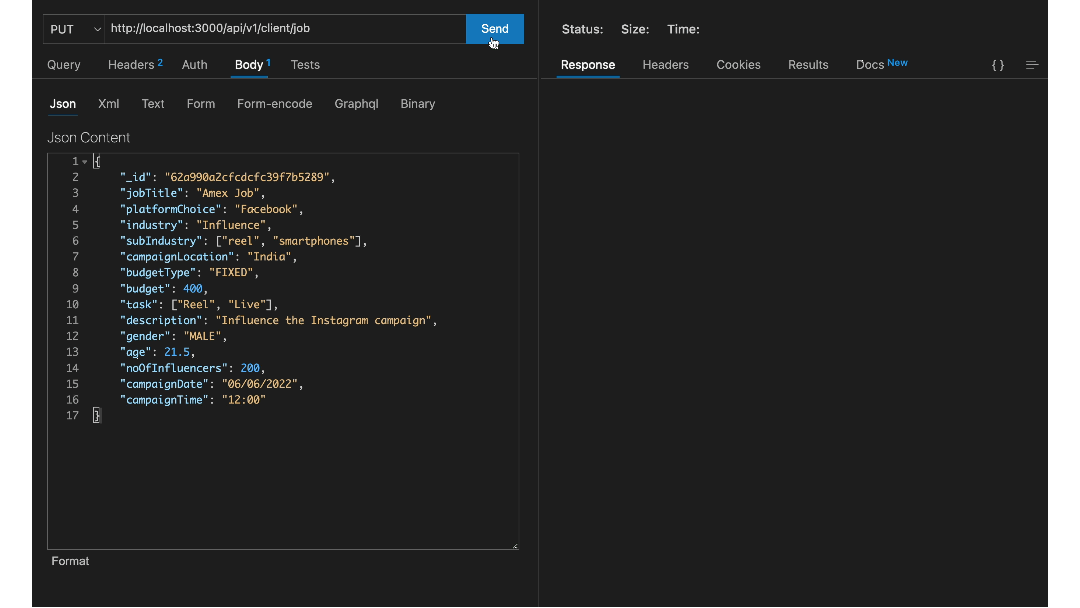 PUT http://localhost:3000/api/v1/client/job Send
Query Headers 2 Auth Body 1 Tests
Json Xml Text Form Form-encode Graphql Binary
Json Content
1 {
2 "_id": "62a990a2cfcdcfc39f7b5289",
3 "jobTitle": "Amex Job",
4 "platformChoice": "Facebook",
5 "industry": "Influence",
6 "subIndustry": ["reel", "smartphones"],
7 "campaignLocation": "India",
8 "budgetType": "FIXED",
9 "budget": 400,
10 "task": ["Reel", "Live"],
11 "description": "Influence the Instagram campaign",
12 "gender": "MALE",
13 "age": 21.5,
14 "noOfInfluencers": 200,
15 "campaignDate": "06/06/2022",
16 "campaignTime": "12:00"
17 }
Format
Status: Size: Time:
Response Headers Cookies Results Docs New { }